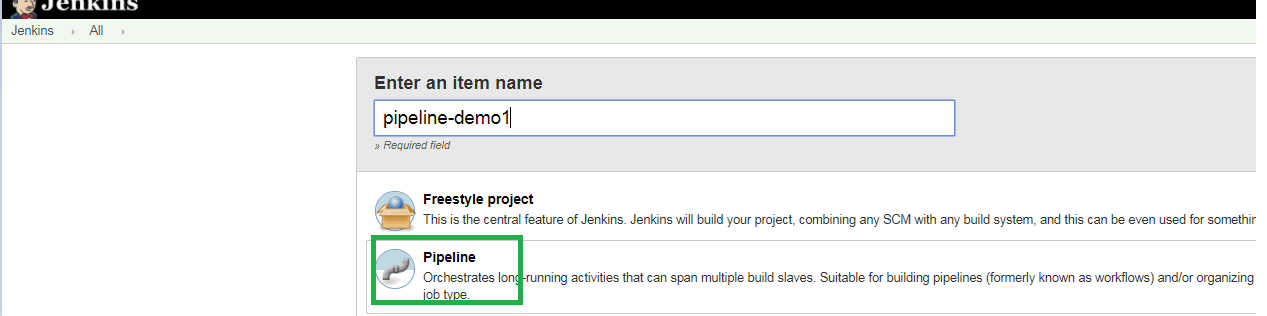 Jenkins
Jenkins All
Enter an item name
pipeline-demo1
» Required field
Freestyle project
This is the central feature of Jenkins. Jenkins will build your project, combining any SCM with any build system, and this can be even used for somethin
Pipeline
Orchestrates long-running activities that can span multiple build slaves. Suitable for building pipelines (formerly known as workflows) and/or organizing
job type.